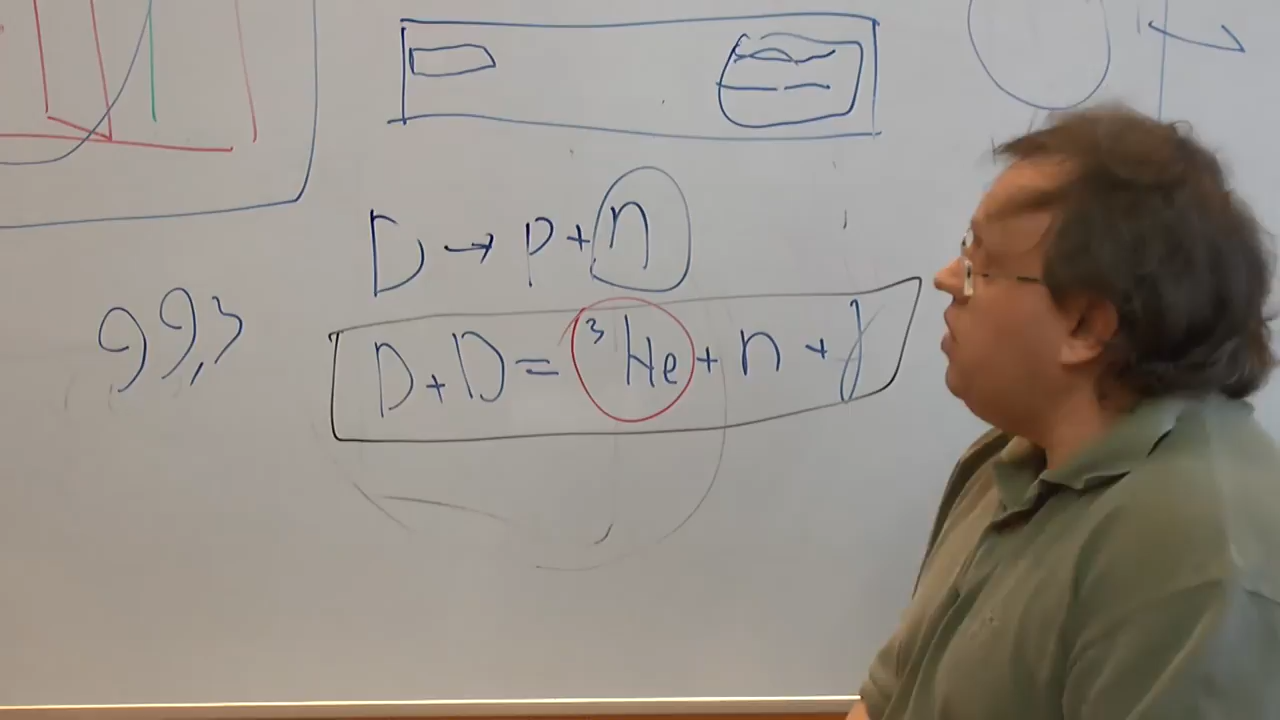 D → p + n
99,3
D + D = ³He + n + γ